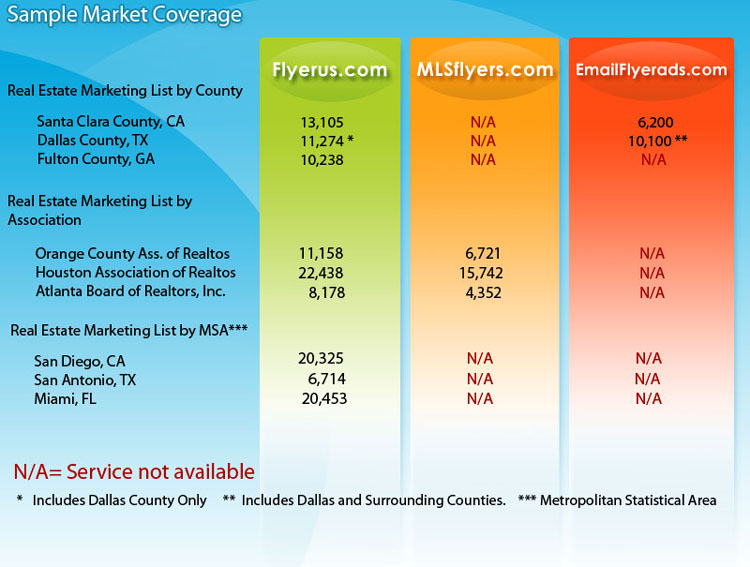 Sample Market Coverage
Flyerus.com MLSflyers.com EmailFlyerads.com
Real Estate Marketing List by County
Santa Clara County, CA 13,105 N/A 6,200
Dallas County, TX 11,274 * N/A 10,100 **
Fulton County, GA 10,238 N/A N/A
Real Estate Marketing List by
Association
Orange County Ass. of Realtos 11,158 6,721 N/A
Houston Association of Realtos 22,438 15,742 N/A
Atlanta Board of Realtors, Inc. 8,178 4,352 N/A
Real Estate Marketing List by MSA***
San Diego, CA 20,325 N/A N/A
San Antonio, TX 6,714 N/A N/A
Miami, FL 20,453 N/A N/A
N/A= Service not available
* Includes Dallas County Only ** Includes Dallas and Surrounding Counties. *** Metropolitan Statistical Area